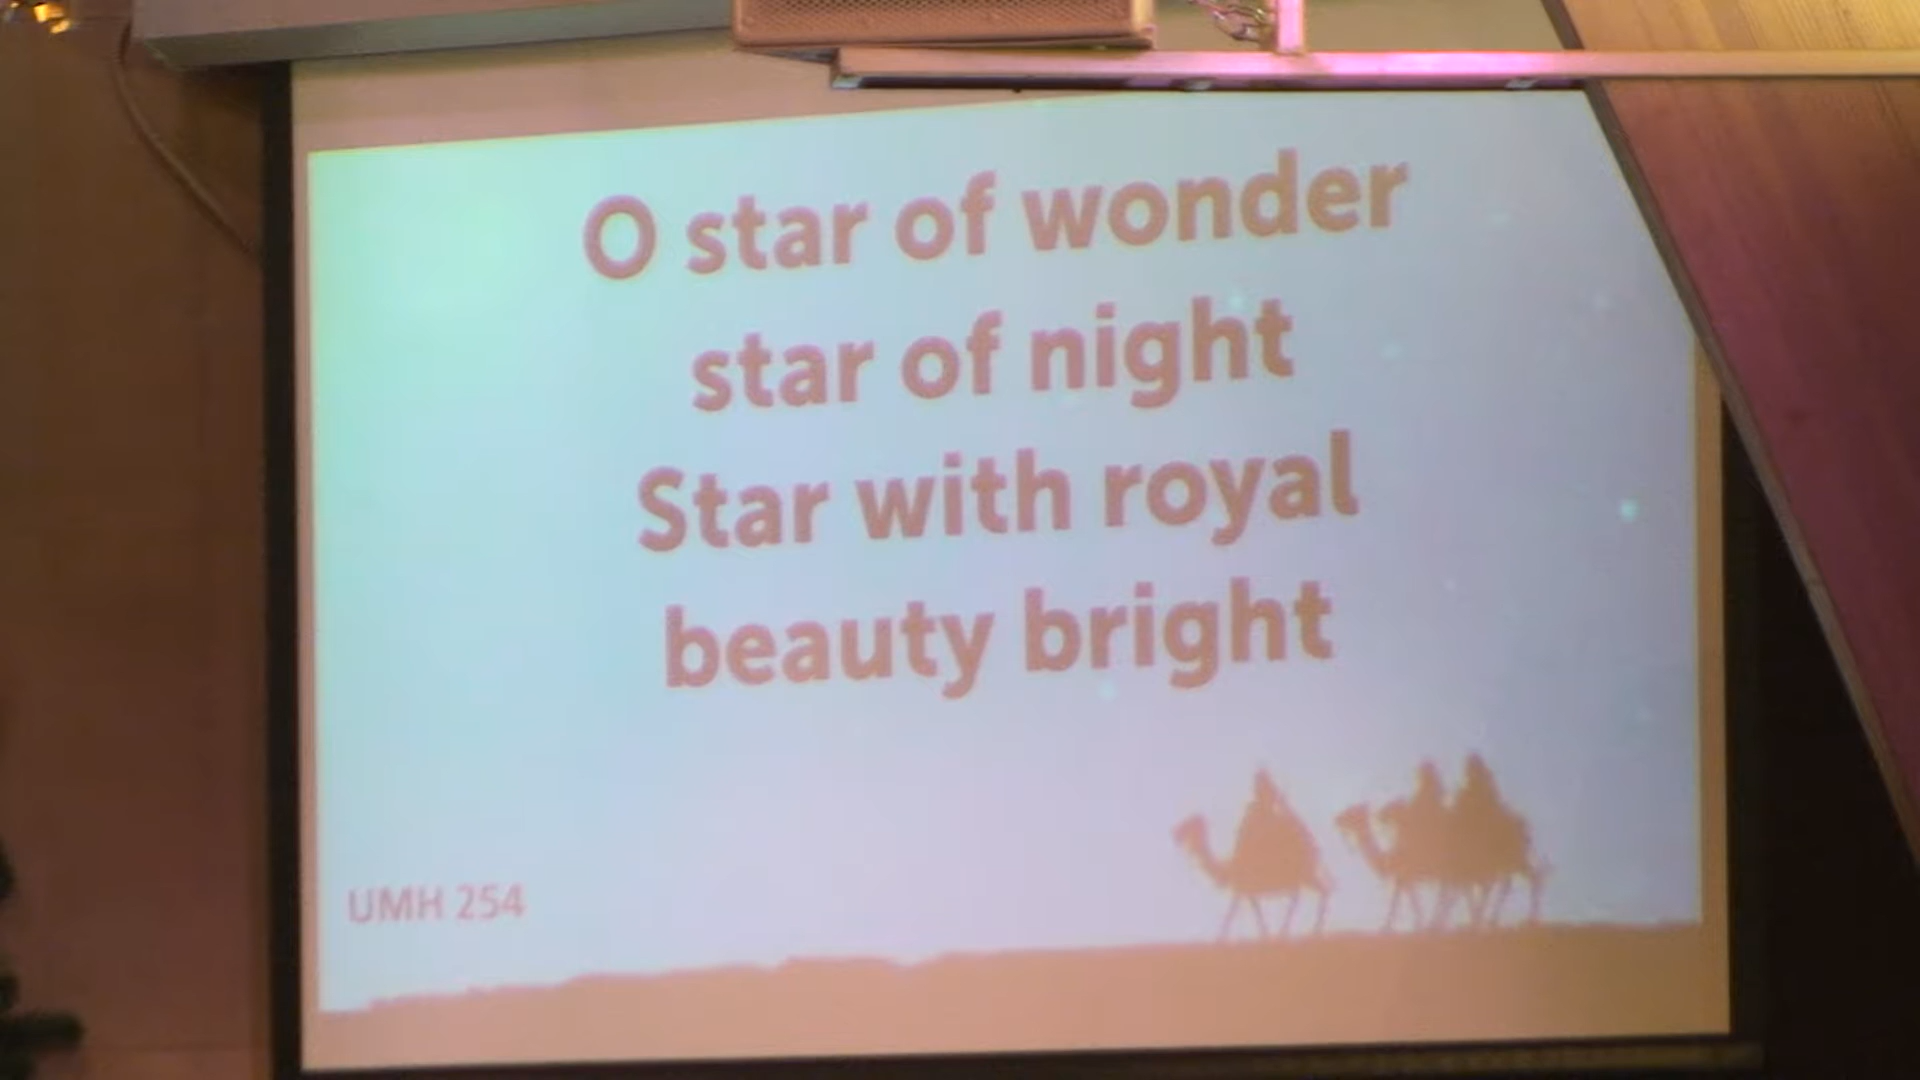 O star of wonder
star of night
Star with royal
beauty bright
UMH 254